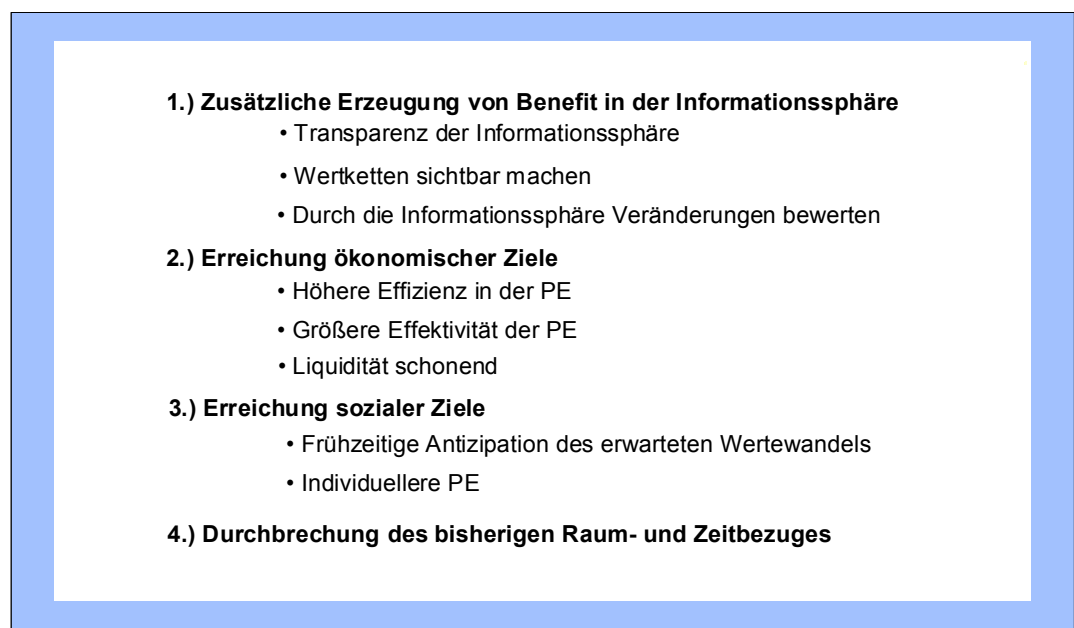 1.) Zusätzliche Erzeugung von Benefit in der Informationssphäre
• Transparenz der Informationssphäre
• Wertketten sichtbar machen
• Durch die Informationssphäre Veränderungen bewerten
2.) Erreichung ökonomischer Ziele
• Höhere Effizienz in der PE
• Größere Effektivität der PE
• Liquidität schonend
3.) Erreichung sozialer Ziele
• Frühzeitige Antizipation des erwarteten Wertewandels
• Individuellere PE
4.) Durchbrechung des bisherigen Raum- und Zeitbezuges